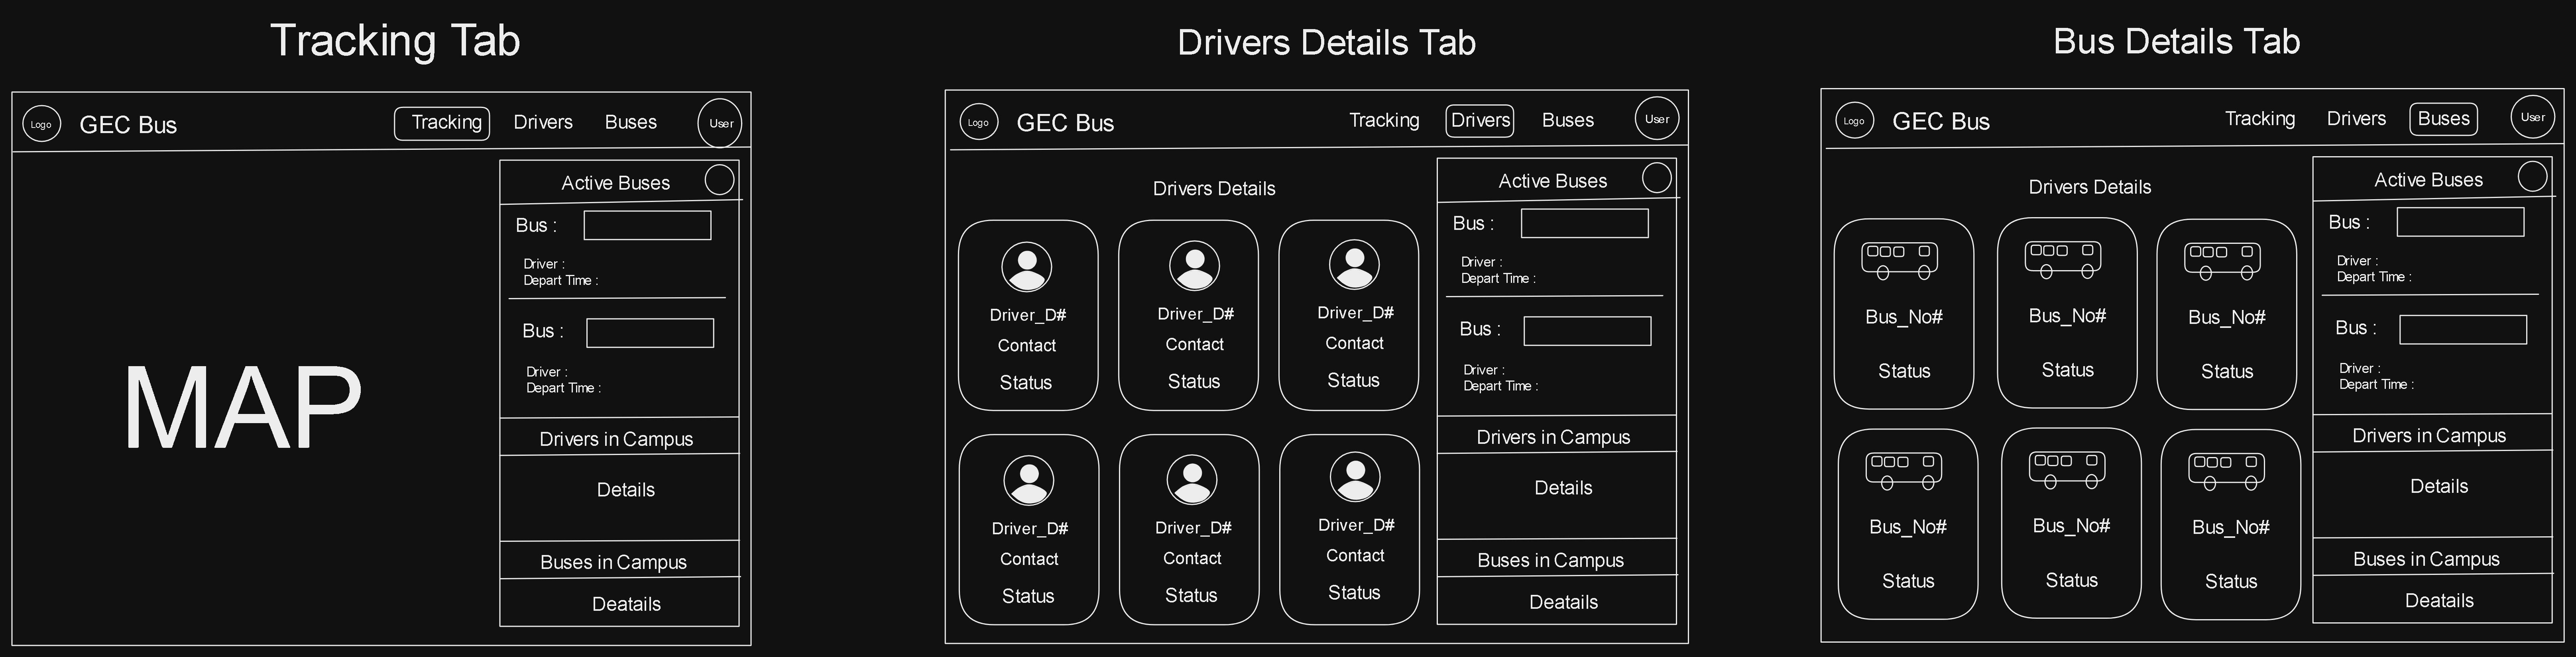 Tracking Tab
Logo
GEC Bus
Tracking
Drivers
Buses
User
MAP
Active Buses
Bus :
Driver :
Depart Time :
Bus :
Driver :
Depart Time :
Drivers in Campus
Details
Buses in Campus
Deatails
Drivers Details Tab
Logo
GEC Bus
Tracking
Drivers
Buses
User
Drivers Details
Driver_D#
Contact
Status
Driver_D#
Contact
Status
Driver_D#
Contact
Status
Driver_D#
Contact
Status
Driver_D#
Contact
Status
Driver_D#
Contact
Status
Active Buses
Bus :
Driver :
Depart Time :
Bus :
Driver :
Depart Time :
Drivers in Campus
Details
Buses in Campus
Deatails
Bus Details Tab
Logo
GEC Bus
Tracking
Drivers
Buses
User
Drivers Details
Bus_No#
Status
Bus_No#
Status
Bus_No#
Status
Bus_No#
Status
Bus_No#
Status
Bus_No#
Status
Active Buses
Bus :
Driver :
Depart Time :
Bus :
Driver :
Depart Time :
Drivers in Campus
Details
Buses in Campus
Deatails